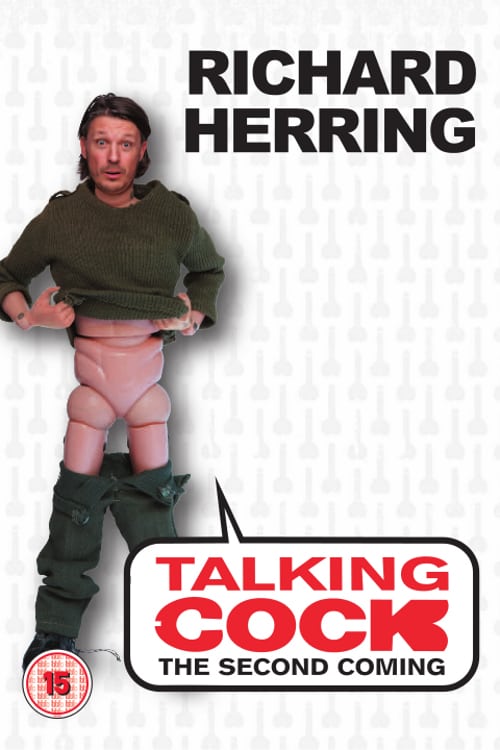 RICHARD
HERRING
TALKING
COCK
THE SECOND COMING
15